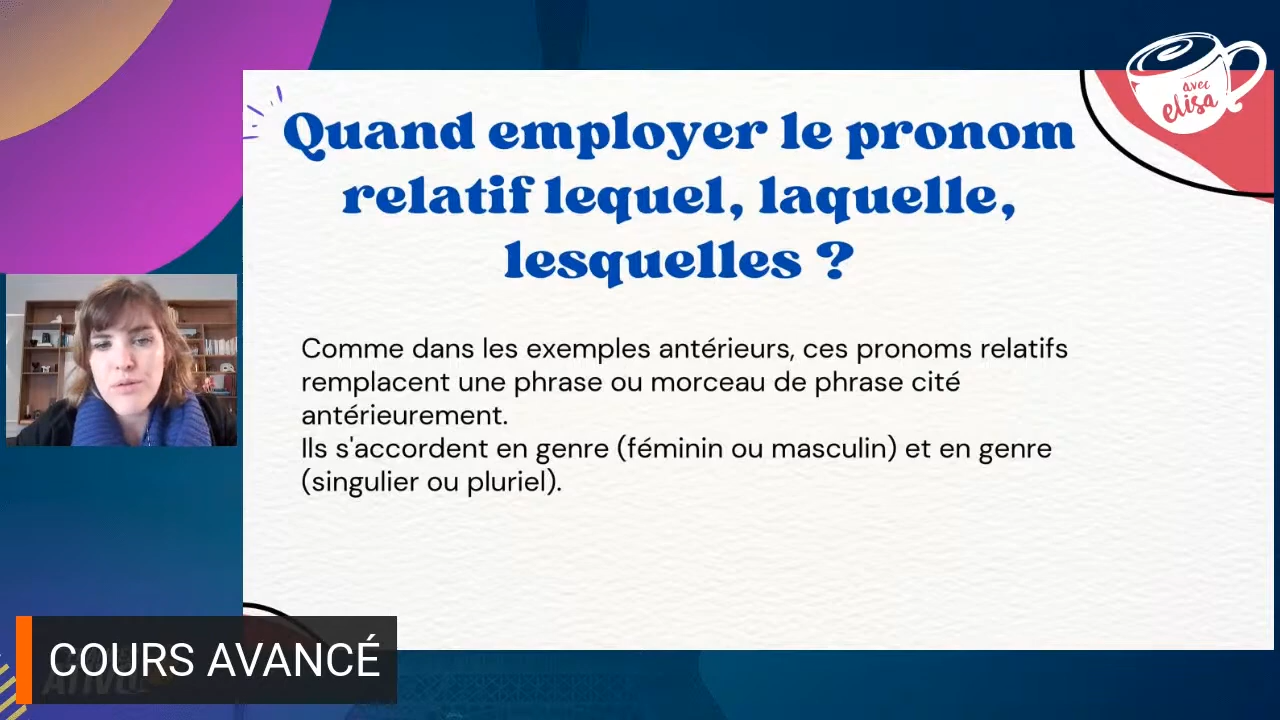 avec
elisa
Quand employer le pronom
relatif lequel, laquelle,
lesquelles ?
Comme dans les exemples antérieurs, ces pronoms relatifs
remplacent une phrase ou morceau de phrase cité
antérieurement.
Ils s'accordent en genre (féminin ou masculin) et en genre
(singulier ou pluriel).
COURS AVANCÉ